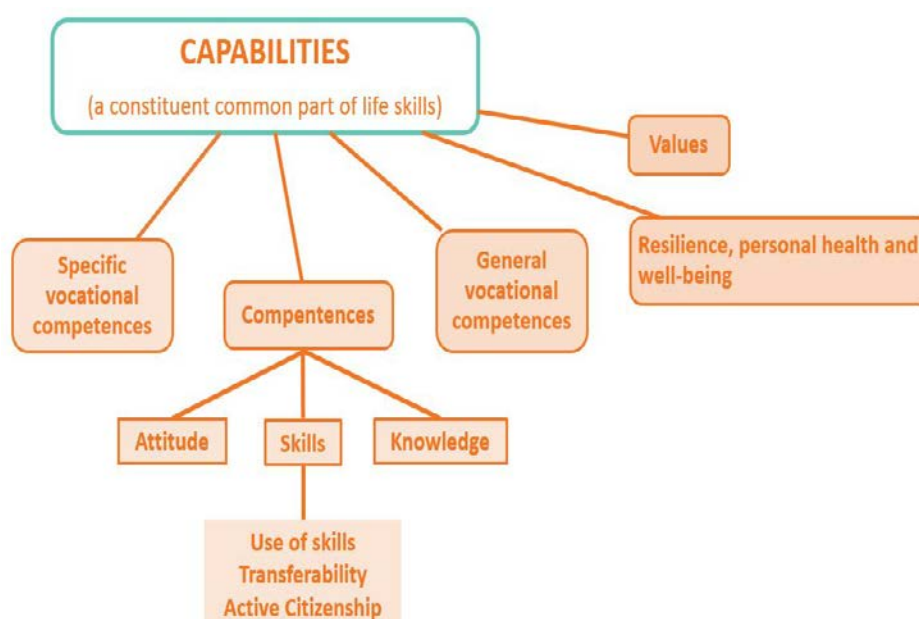 CAPABILITIES
(a constituent common part of life skills)
Values
Resilience, personal health and
well-being
Specific
vocational
competences
Compentences
General
vocational
competences
Attitude
Skills
Knowledge
Use of skills
Transferability
Active Citizenship